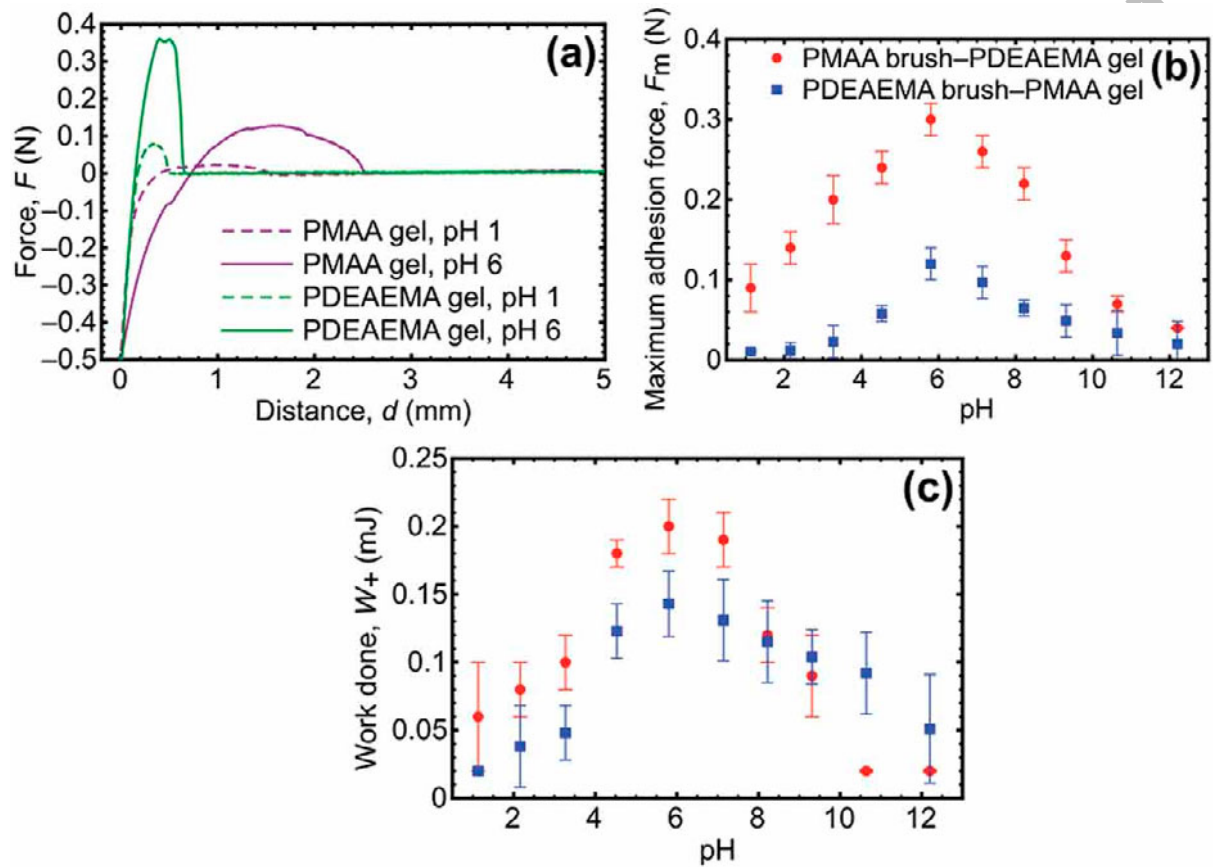 (a)
0.4
0.3
0.2
0.1
0
–0.1
–0.2
–0.3
–0.4
–0.5
Force, F (N)
PMAA gel, pH 1
PMAA gel, pH 6
PDEAEMA gel, pH 1
PDEAEMA gel, pH 6
0 1 2 3 4 5
Distance, d (mm)
(b)
PMAA brush–PDEAEMA gel
PDEAEMA brush–PMAA gel
Maximum adhesion force, Fm (N)
0.4
0.3
0.2
0.1
0
2 4 6 8 10 12
pH
(c)
0.25
0.2
0.15
0.1
0.05
0
Work done, W+ (mJ)
2 4 6 8 10 12
pH